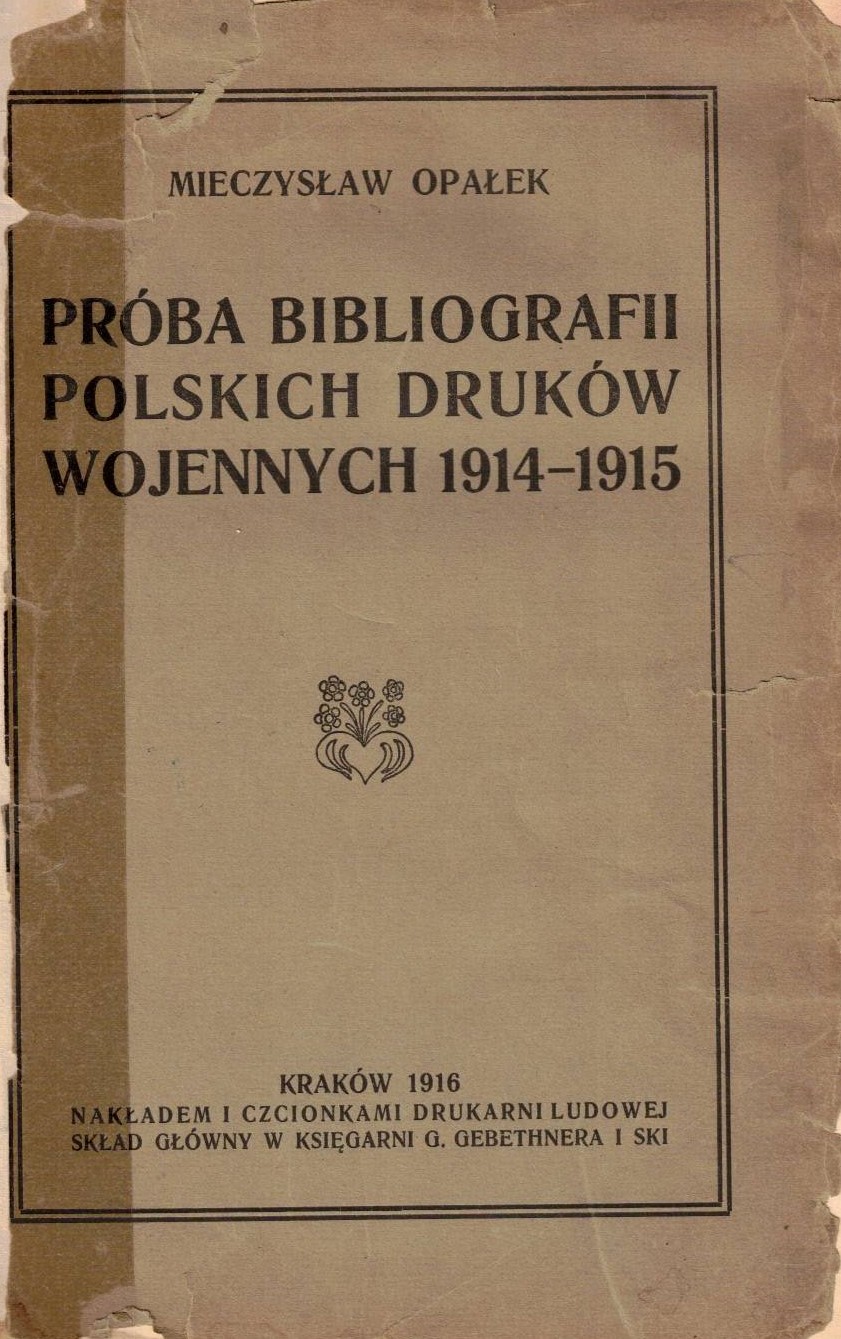 MIECZYSŁAW OPAŁEK
PRÓBA BIBLIOGRAFII
POLSKICH DRUKÓW
WOJENNYCH 1914–1915
KRAKÓW 1916
NAKŁADEM I CZCIONKAMI DRUKARNI LUDOWEJ
SKŁAD GŁÓWNY W KSIĘGARNI G. GEBETHNERA I SKI